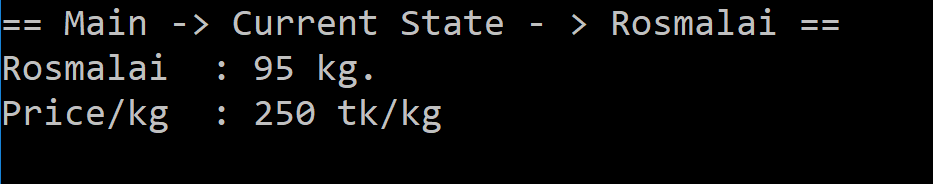 == Main -> Current State - > Rosmalai ==
Rosmalai  : 95 kg.
Price/kg  : 250 tk/kg